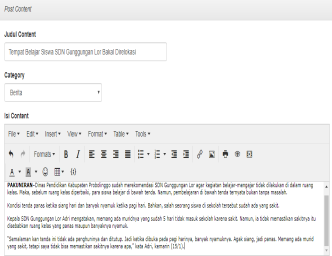 Post Content
Judul Content
Tempat Belajar Siswa SDN Gunggungan Lor Bakal Direlokasi
Category
Berita
Isi Content
File Edit Insert View Format Table Tools
Formats B I
A A
PAKUNIRAN–Dinas Pendidikan Kabupaten Probolinggo sudah merekomendasi SDN Gunggungan Lor agar kegiatan belajar-mengajar tidak dilakukan di dalam ruang
kelas. Maka, sebelum ruang kelas diperbaiki, para siswa belajar di bawah tenda. Namun, pembelajaran di bawah tenda ternyata bukan tanpa masalah.
Kondisi tenda panas ketika siang hari dan banyak nyamuk ketika pagi hari. Bahkan, salah seorang siswa di sekolah tersebut sudah ada yang sakit.
Kepala SDN Gunggungan Lor Adri mengatakan, memang ada muridnya yang sudah 5 hari tidak masuk sekolah karena sakit. Namun, ia tidak memastikan sakitnya itu
disebabkan ruang kelas yang panas maupun banyaknya nyamuk.
"Semalaman kan tenda ini tidak ada penghuninya dan ditutup. Jadi ketika dibuka pada pagi harinya, banyak nyamuknya. Agak siang, jadi panas. Memang ada murid
yang sakit, tetapi saya tidak bisa memastikan sakitnya karena apa," kata Adri, kemarin (15/1).